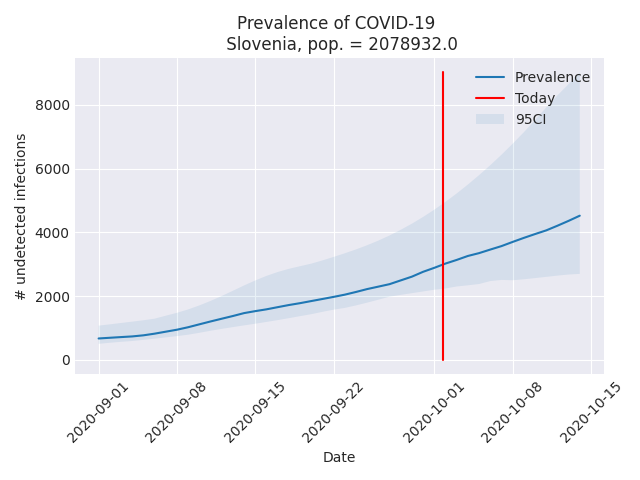 Prevalence of COVID-19
Slovenia, pop. = 2078932.0
Prevalence
Today
95CI
8000
6000
4000
2000
0
# undetected infections
2020-09-01
2020-09-08
2020-09-15
2020-09-22
2020-10-01
2020-10-08
2020-10-15
Date